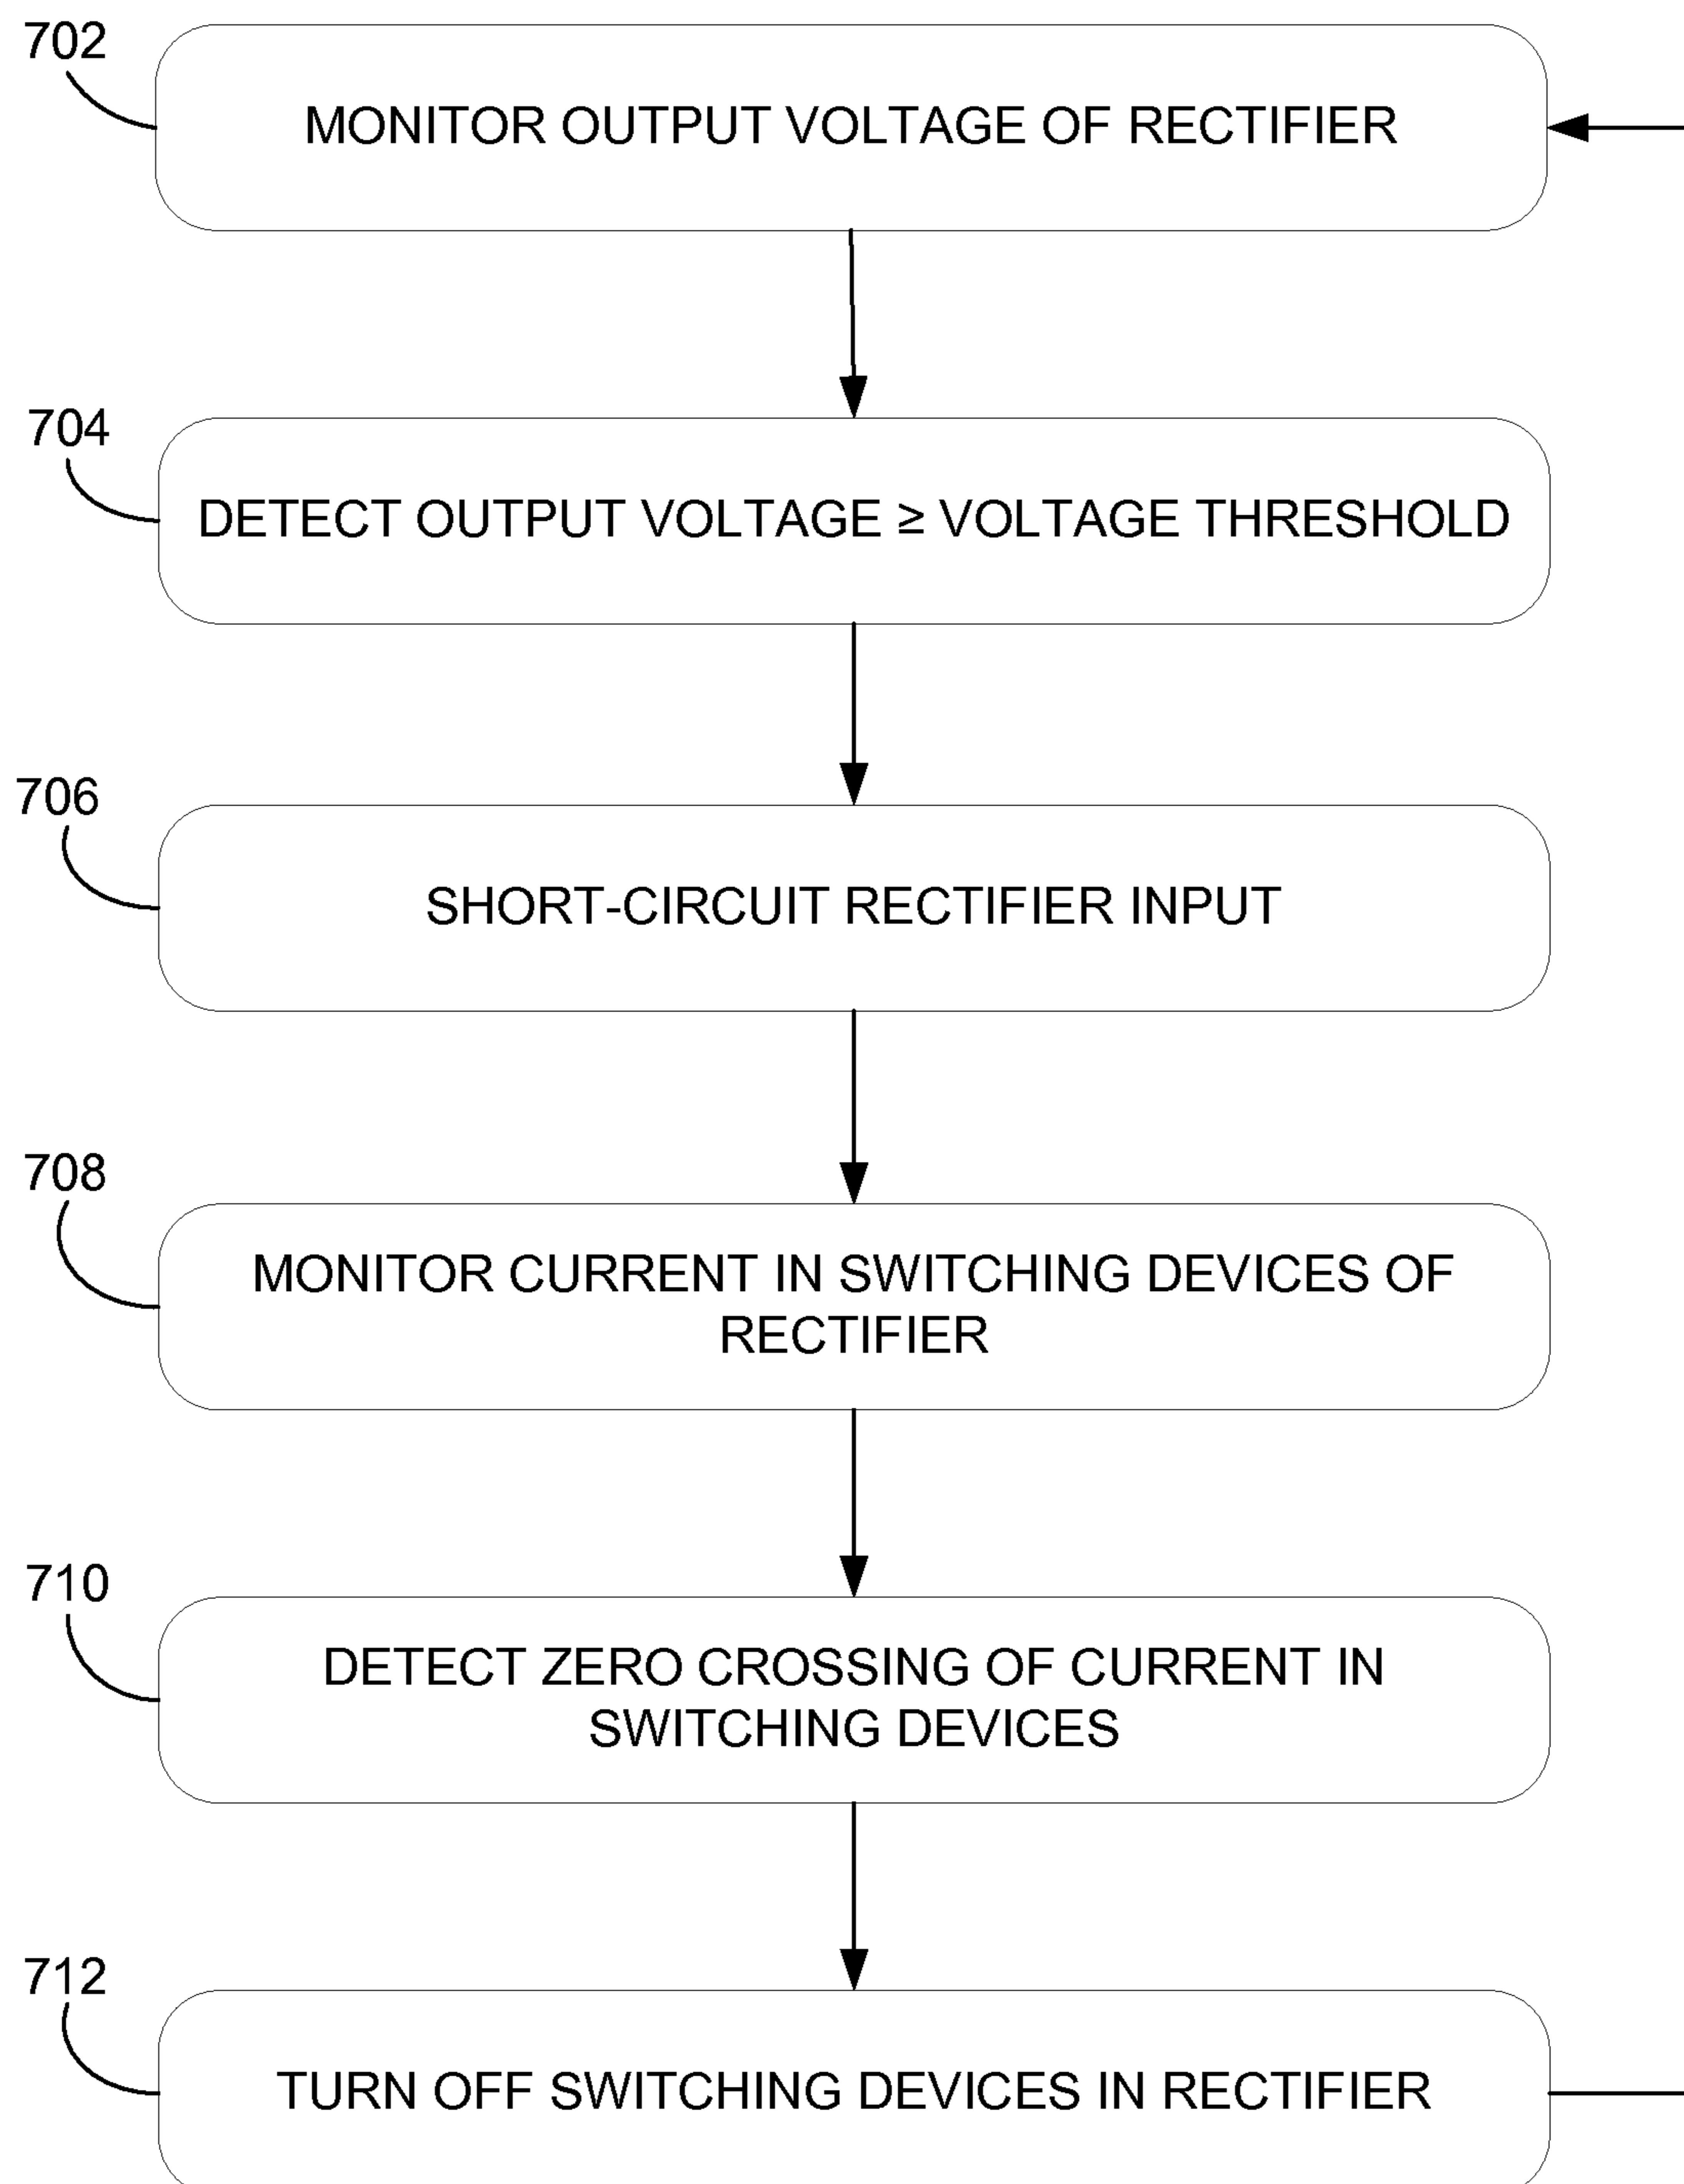 702
MONITOR OUTPUT VOLTAGE OF RECTIFIER
704
DETECT OUTPUT VOLTAGE ≥ VOLTAGE THRESHOLD
706
SHORT-CIRCUIT RECTIFIER INPUT
708
MONITOR CURRENT IN SWITCHING DEVICES OF
RECTIFIER
710
DETECT ZERO CROSSING OF CURRENT IN
SWITCHING DEVICES
712
TURN OFF SWITCHING DEVICES IN RECTIFIER